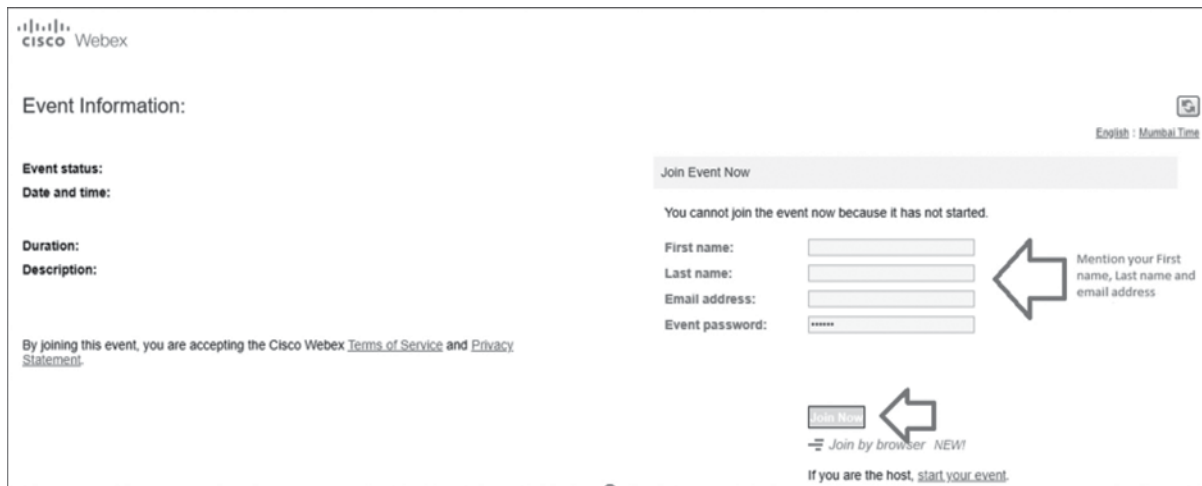 CISCO Webex
Event Information:
English : Mumbai Time
Event status:
Date and time:
Duration:
Description:
By joining this event, you are accepting the Cisco Webex Terms of Service and Privacy
Statement.
Join Event Now
You cannot join the event now because it has not started.
First name:
Last name:
Email address:
Event password:
Mention your First
name, Last name and
email address
Join Now
Join by browser NEW!
If you are the host, start your event.